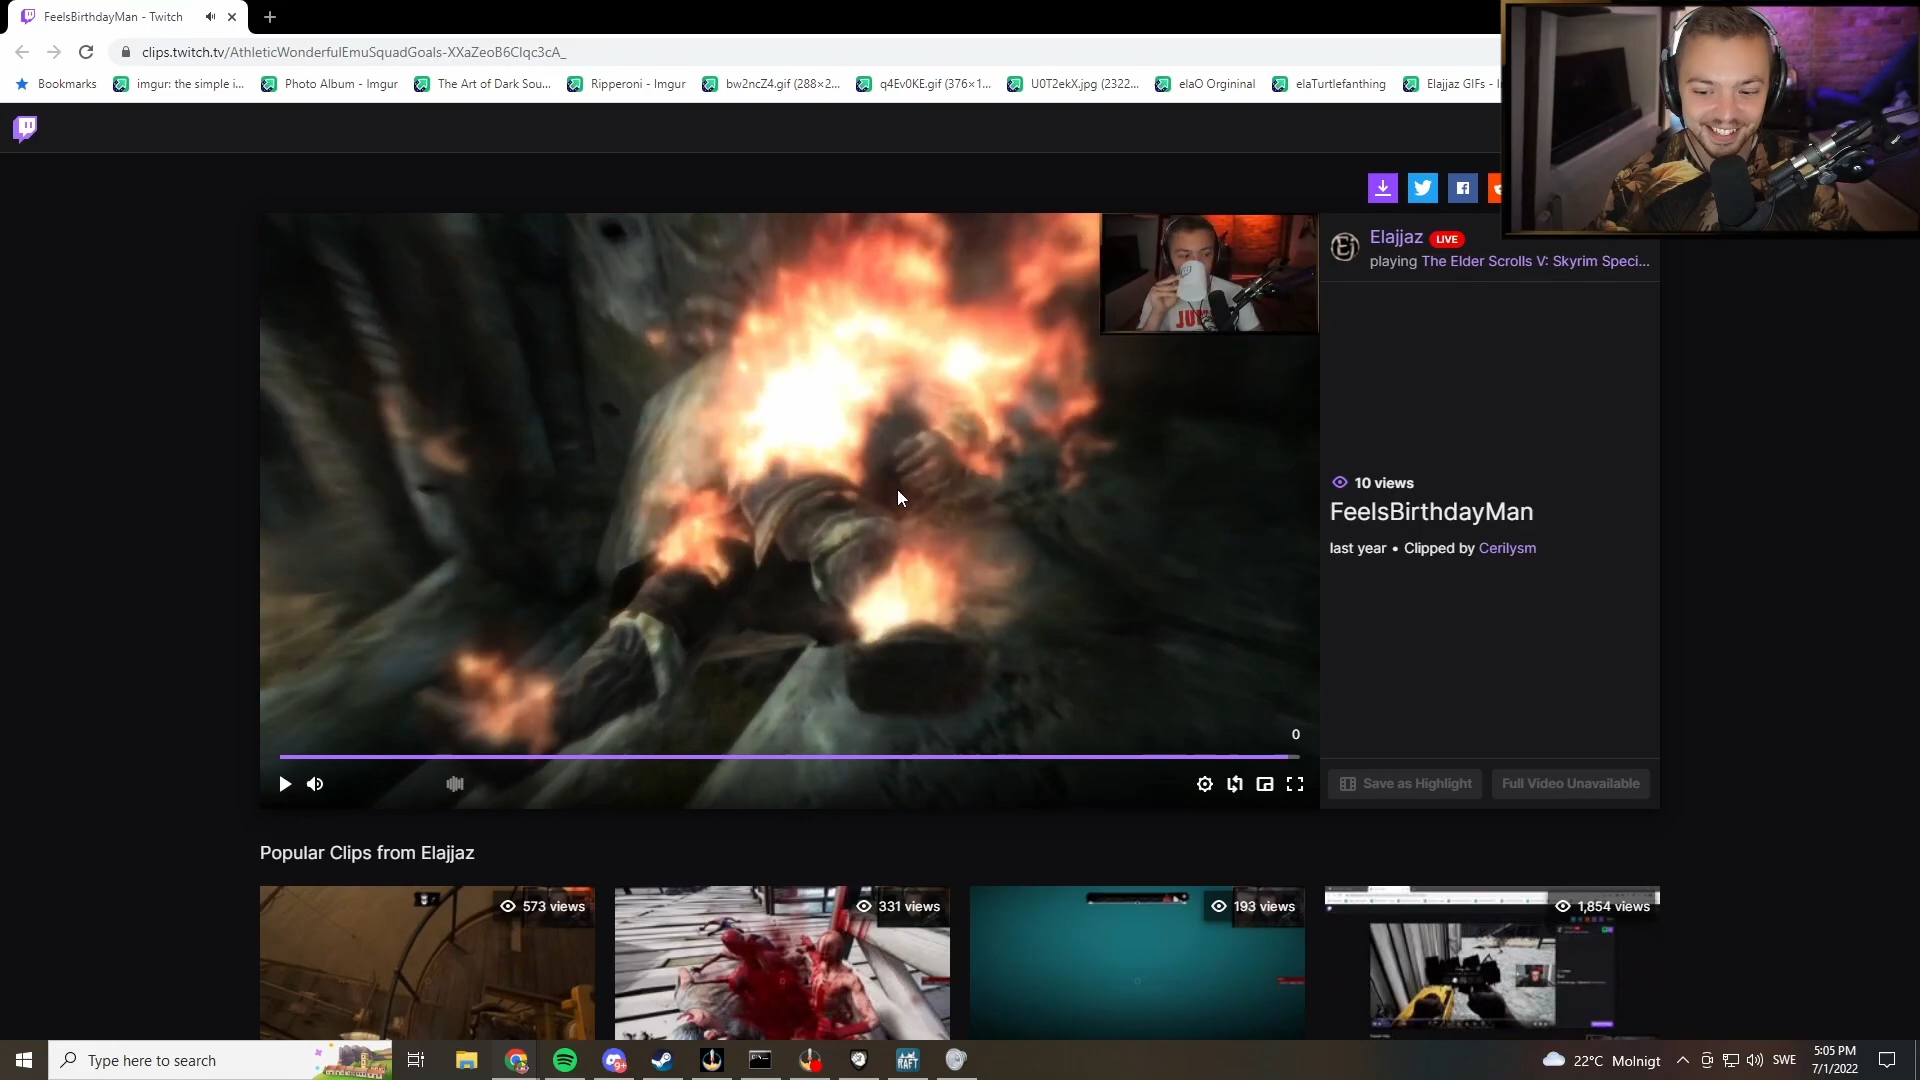 FeelsBirthdayMan - Twitch
clips.twitch.tv/AthleticWonderfulEmuSquadGoals-XXaZeoB6CIqc3cA_
Bookmarks imgur: the simple i... Photo Album - Imgur The Art of Dark Sou... Ripperoni - Imgur bw2ncZ4.gif (288×2... q4Ev0KE.gif (376×1... U0T2ekX.jpg (2322... elaO Orgininal elaTurtlefanthing Elajjaz GIFs - I
Elajjaz LIVE
playing The Elder Scrolls V: Skyrim Speci...
10 views
FeelsBirthdayMan
last year • Clipped by Cerilysm
0
Save as Highlight Full Video Unavailable
Popular Clips from Elajjaz
573 views 331 views 193 views 1,854 views
Type here to search
9+
RAFT
22°C Molnigt
SWE
5:05 PM
7/1/2022